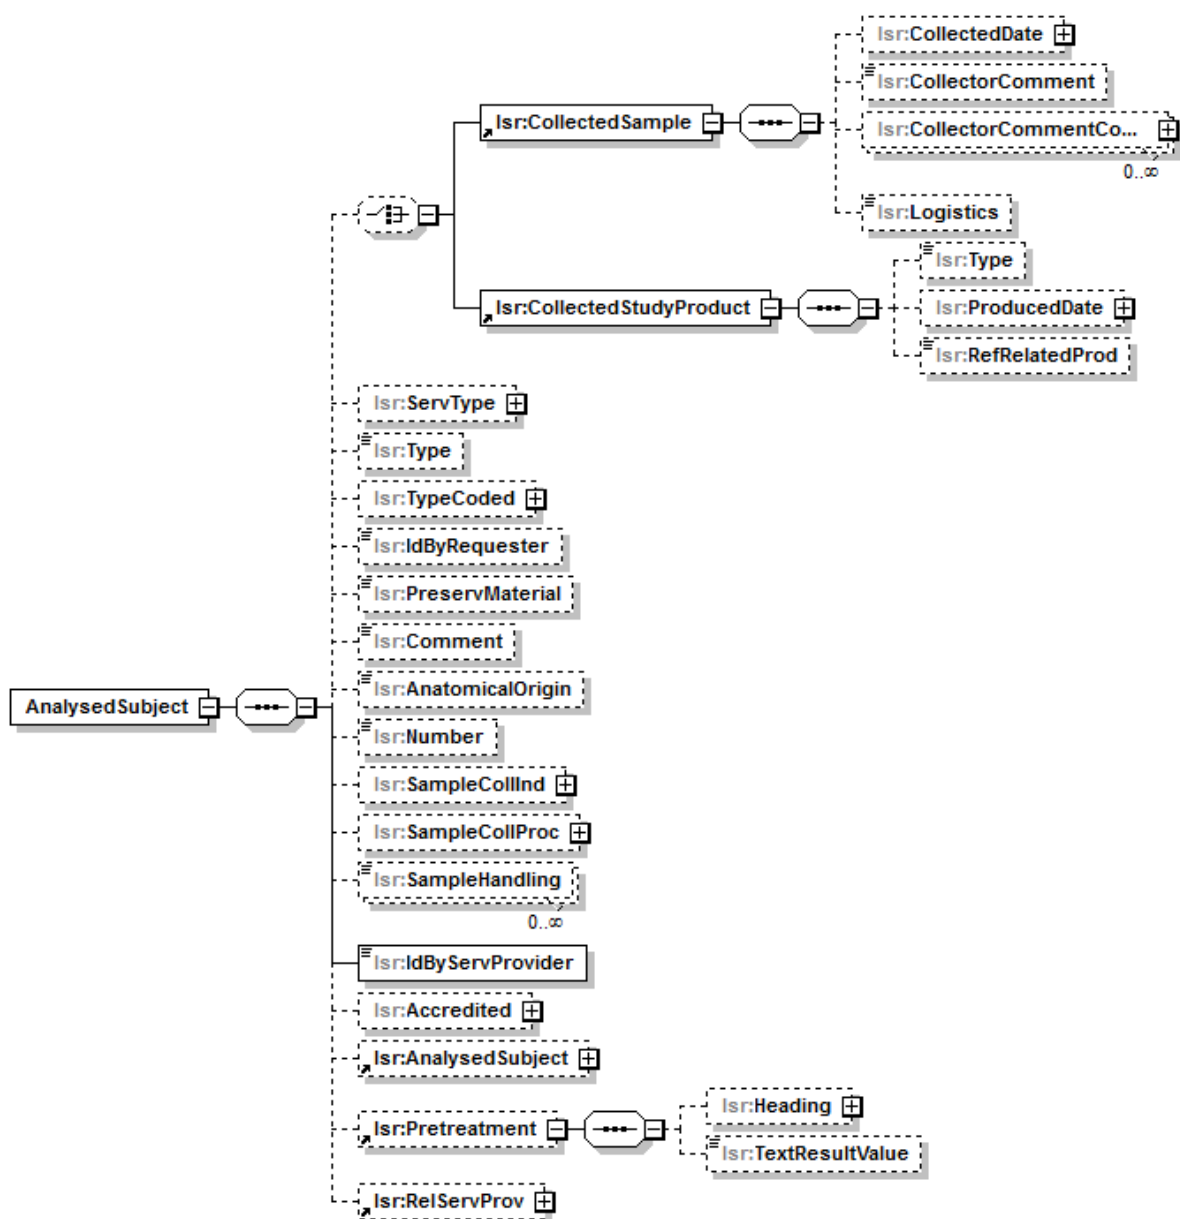 lsr:CollectedDate
lsr:CollectorComment
lsr:CollectedSample
lsr:CollectorCommentCo...
0..∞
lsr:Logistics
lsr:Type
lsr:CollectedStudyProduct
lsr:ProducedDate
lsr:RefRelatedProd
lsr:ServType
lsr:Type
lsr:TypeCoded
lsr:IdByRequester
lsr:PreservMaterial
lsr:Comment
lsr:AnatomicalOrigin
AnalysedSubject
lsr:Number
lsr:SampleCollInd
lsr:SampleCollProc
lsr:SampleHandling
0..∞
lsr:IdByServProvider
lsr:Accredited
lsr:AnalysedSubject
lsr:Heading
lsr:Pretreatment
lsr:TextResultValue
lsr:RelServProv